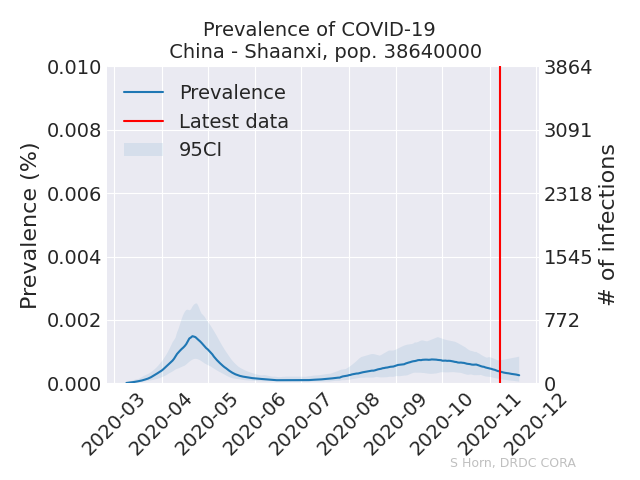 Prevalence of COVID-19
China - Shaanxi, pop. 38640000
Prevalence
Latest data
95CI
Prevalence (%)
0.010
0.008
0.006
0.004
0.002
0.000
3864
3091
2318
1545
772
0
# of infections
2020-03
2020-04
2020-05
2020-06
2020-07
2020-08
2020-09
2020-10
2020-11
2020-12
S Horn, DRDC CORA